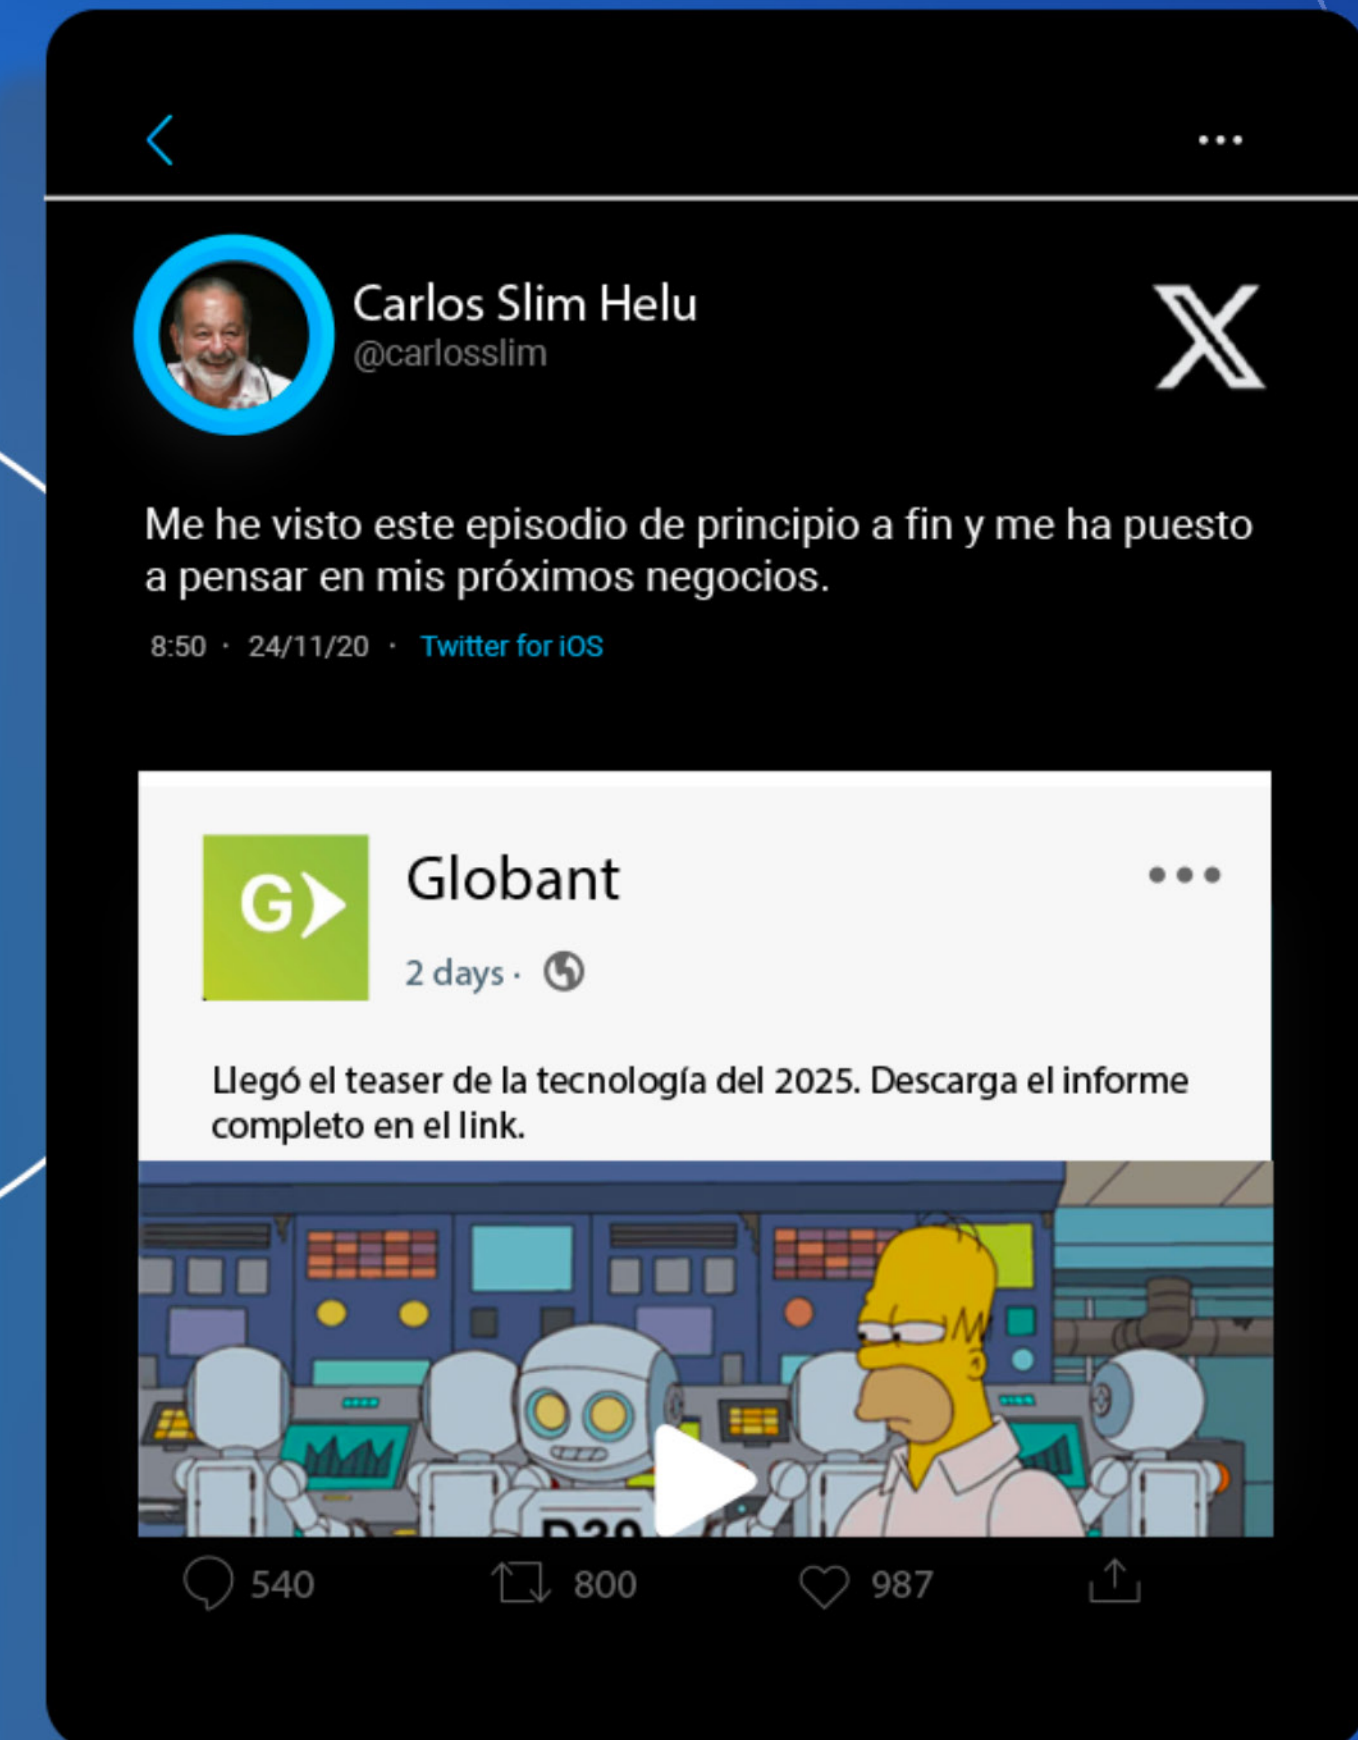 Carlos Slim Helu
@carlosslim
Me he visto este episodio de principio a fin y me ha puesto
a pensar en mis próximos negocios.
8:50 · 24/11/20 · Twitter for iOS
G
Globant
2 days ·
Llegó el teaser de la tecnología del 2025. Descarga el informe
completo en el link.
540 800 987